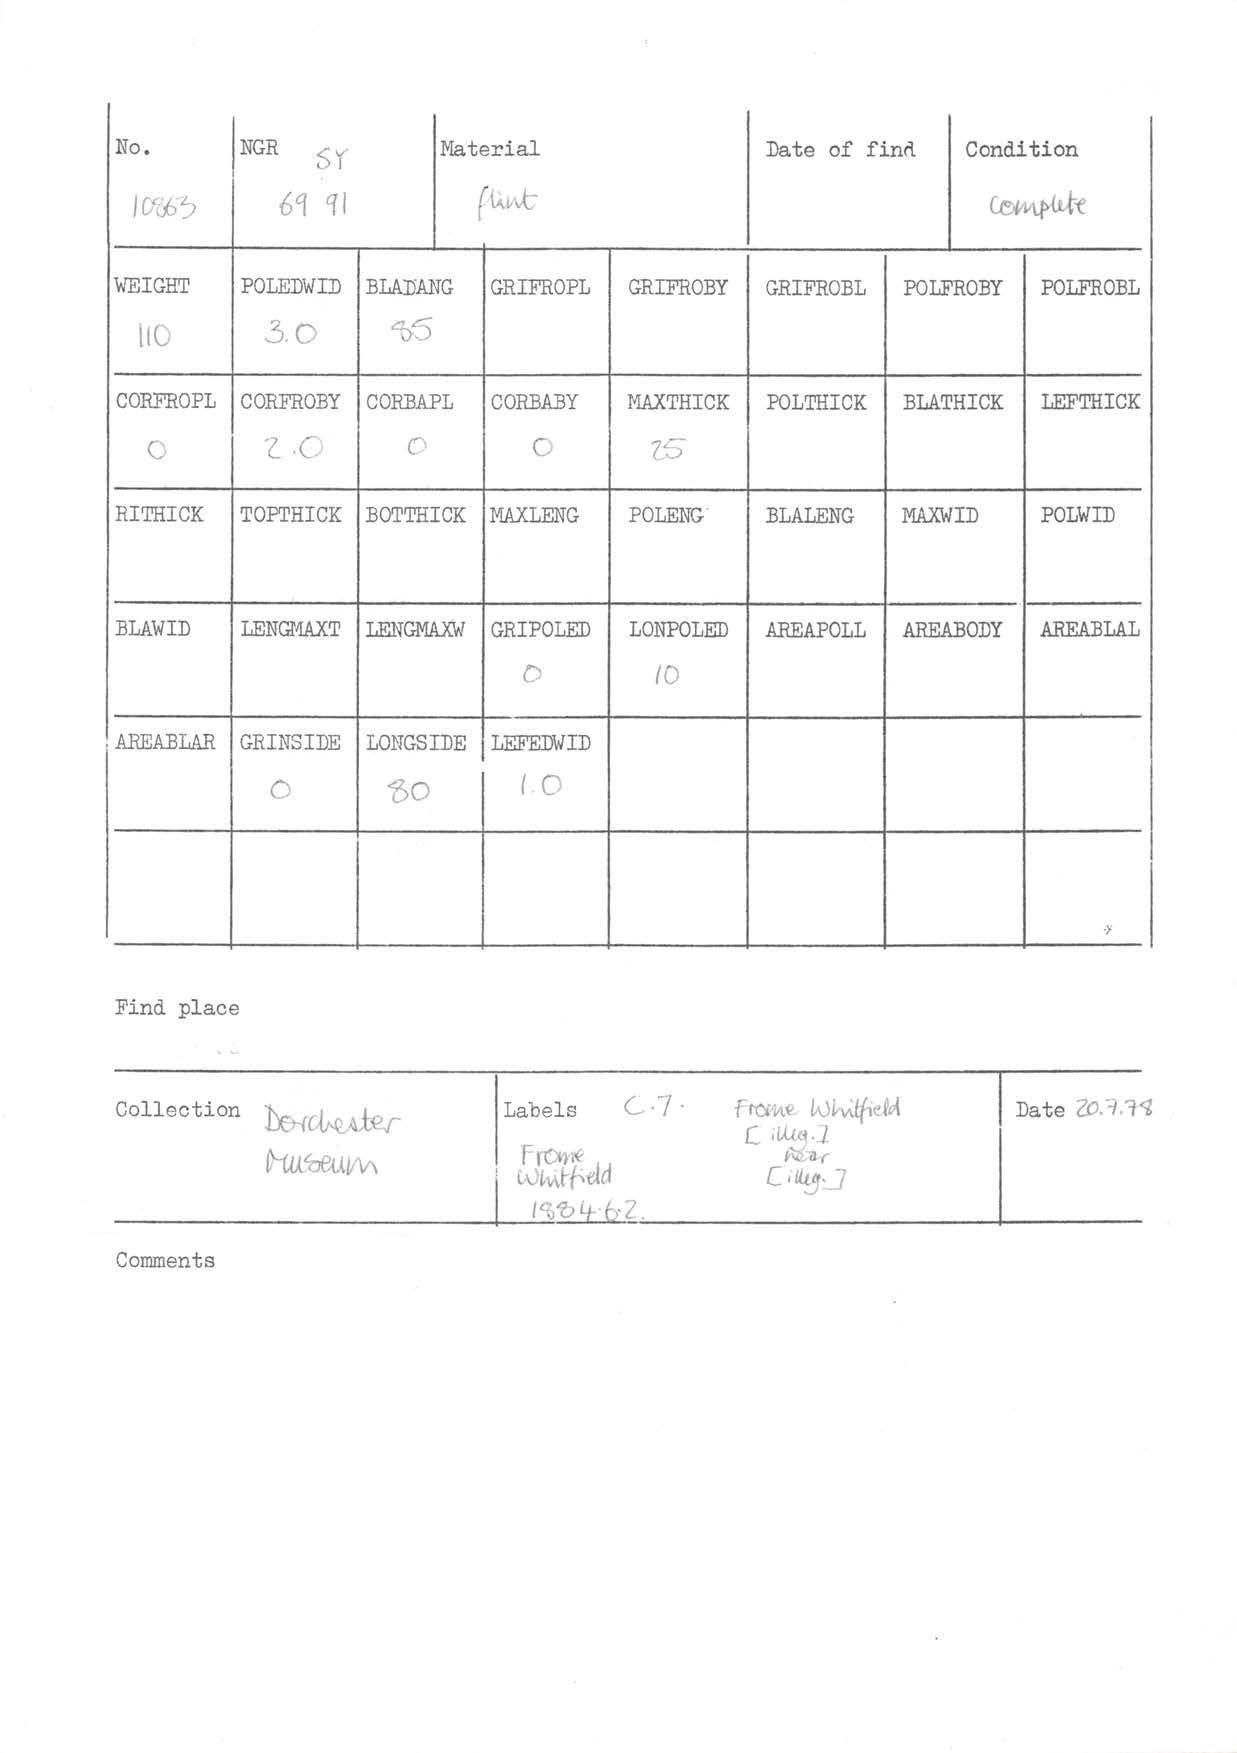 No. NGR SY Material Date of find Condition
10863 69 91 flint complete
WEIGHT POLEDWID BLADANG GRIFROPL GRIFROBY GRIFROBL POLFROBY POLFROBL
110 3.0 85
CORFROPL CORFROBY CORBAPL CORBABY MAXTHICK POLTHICK BLATHICK LEFTHICK
0 2.0 0 0 25
RITHICK TOPTHICK BOTTHICK MAXLENG POLENG BLALENG MAXWID POLWID
BLAWID LENGMAXT LENGMAXW GRIPOLED LONPOLED AREAPOLL AREABODY AREABLAL
0 10
AREABLAR GRINSIDE LONGSIDE LEFEDWID
0 80 1.0
Find place
Collection Dorchester
Museum
Labels C.7.
Frome
Whitfield
1884.6.2.
Frome Whitfield
[illeg.]
near
[illeg.]
Date 20.7.78
Comments